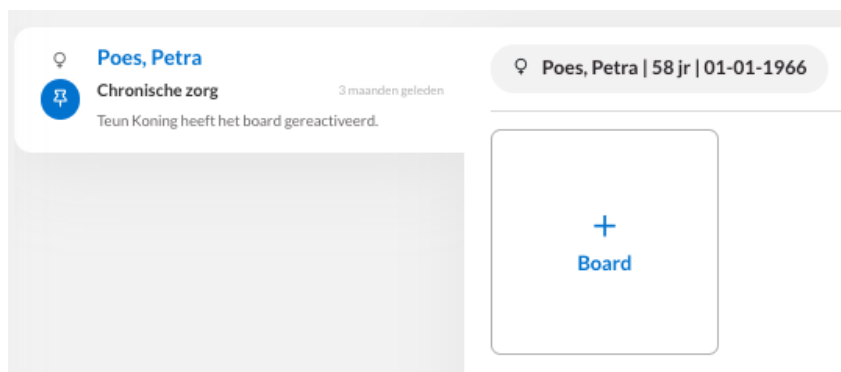 Poes, Petra
Chronische zorg
3 maanden geleden
Teun Koning heeft het board gereactiveerd.
Poes, Petra | 58 jr | 01-01-1966
+
Board